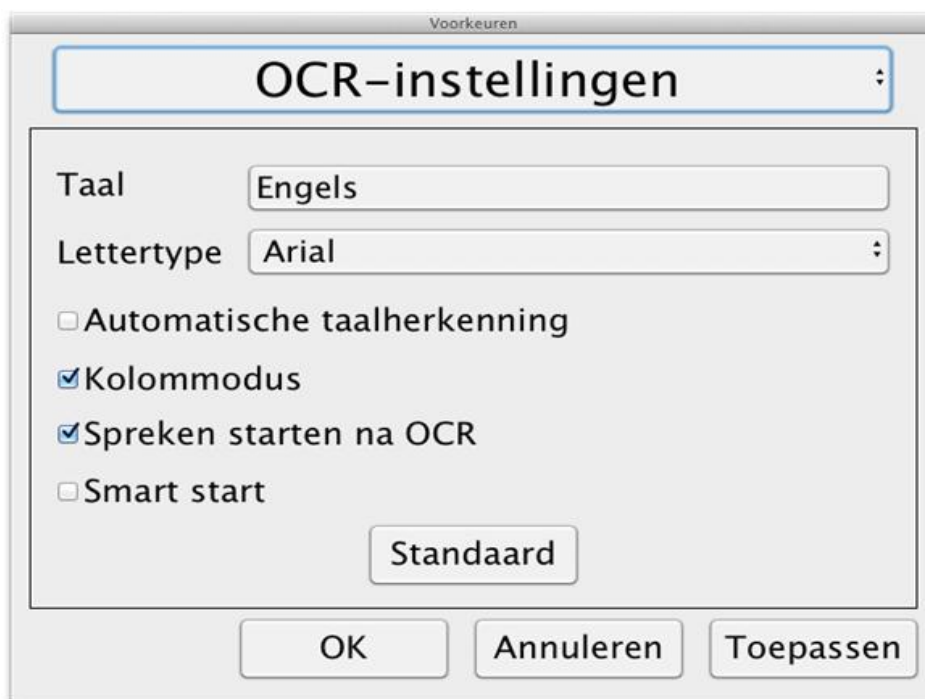 Voorkeuren
OCR-instellingen
Taal Engels
Lettertype Arial
Automatische taalherkenning
Kolommodus
Spreken starten na OCR
Smart start
Standaard
OK Annuleren Toepassen